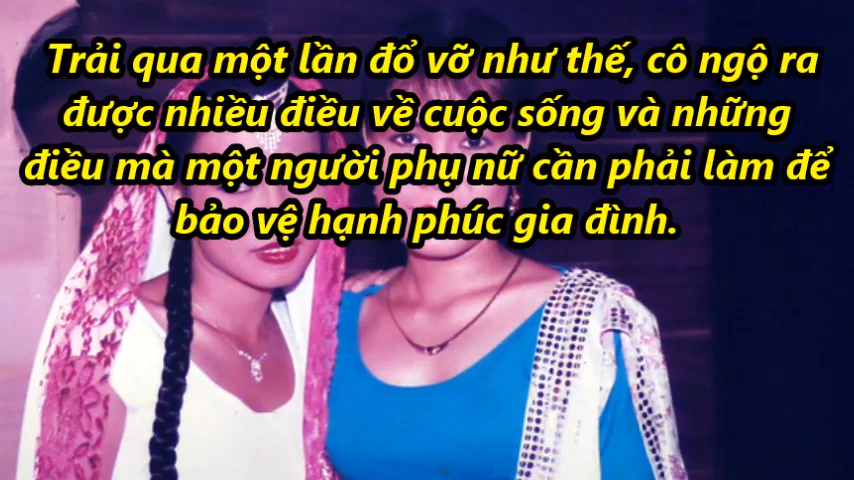 Trải qua một lần đổ vỡ như thế, cô ngộ ra
được nhiều điều về cuộc sống và những
điều mà một người phụ nữ cần phải làm để
bảo vệ hạnh phúc gia đình.